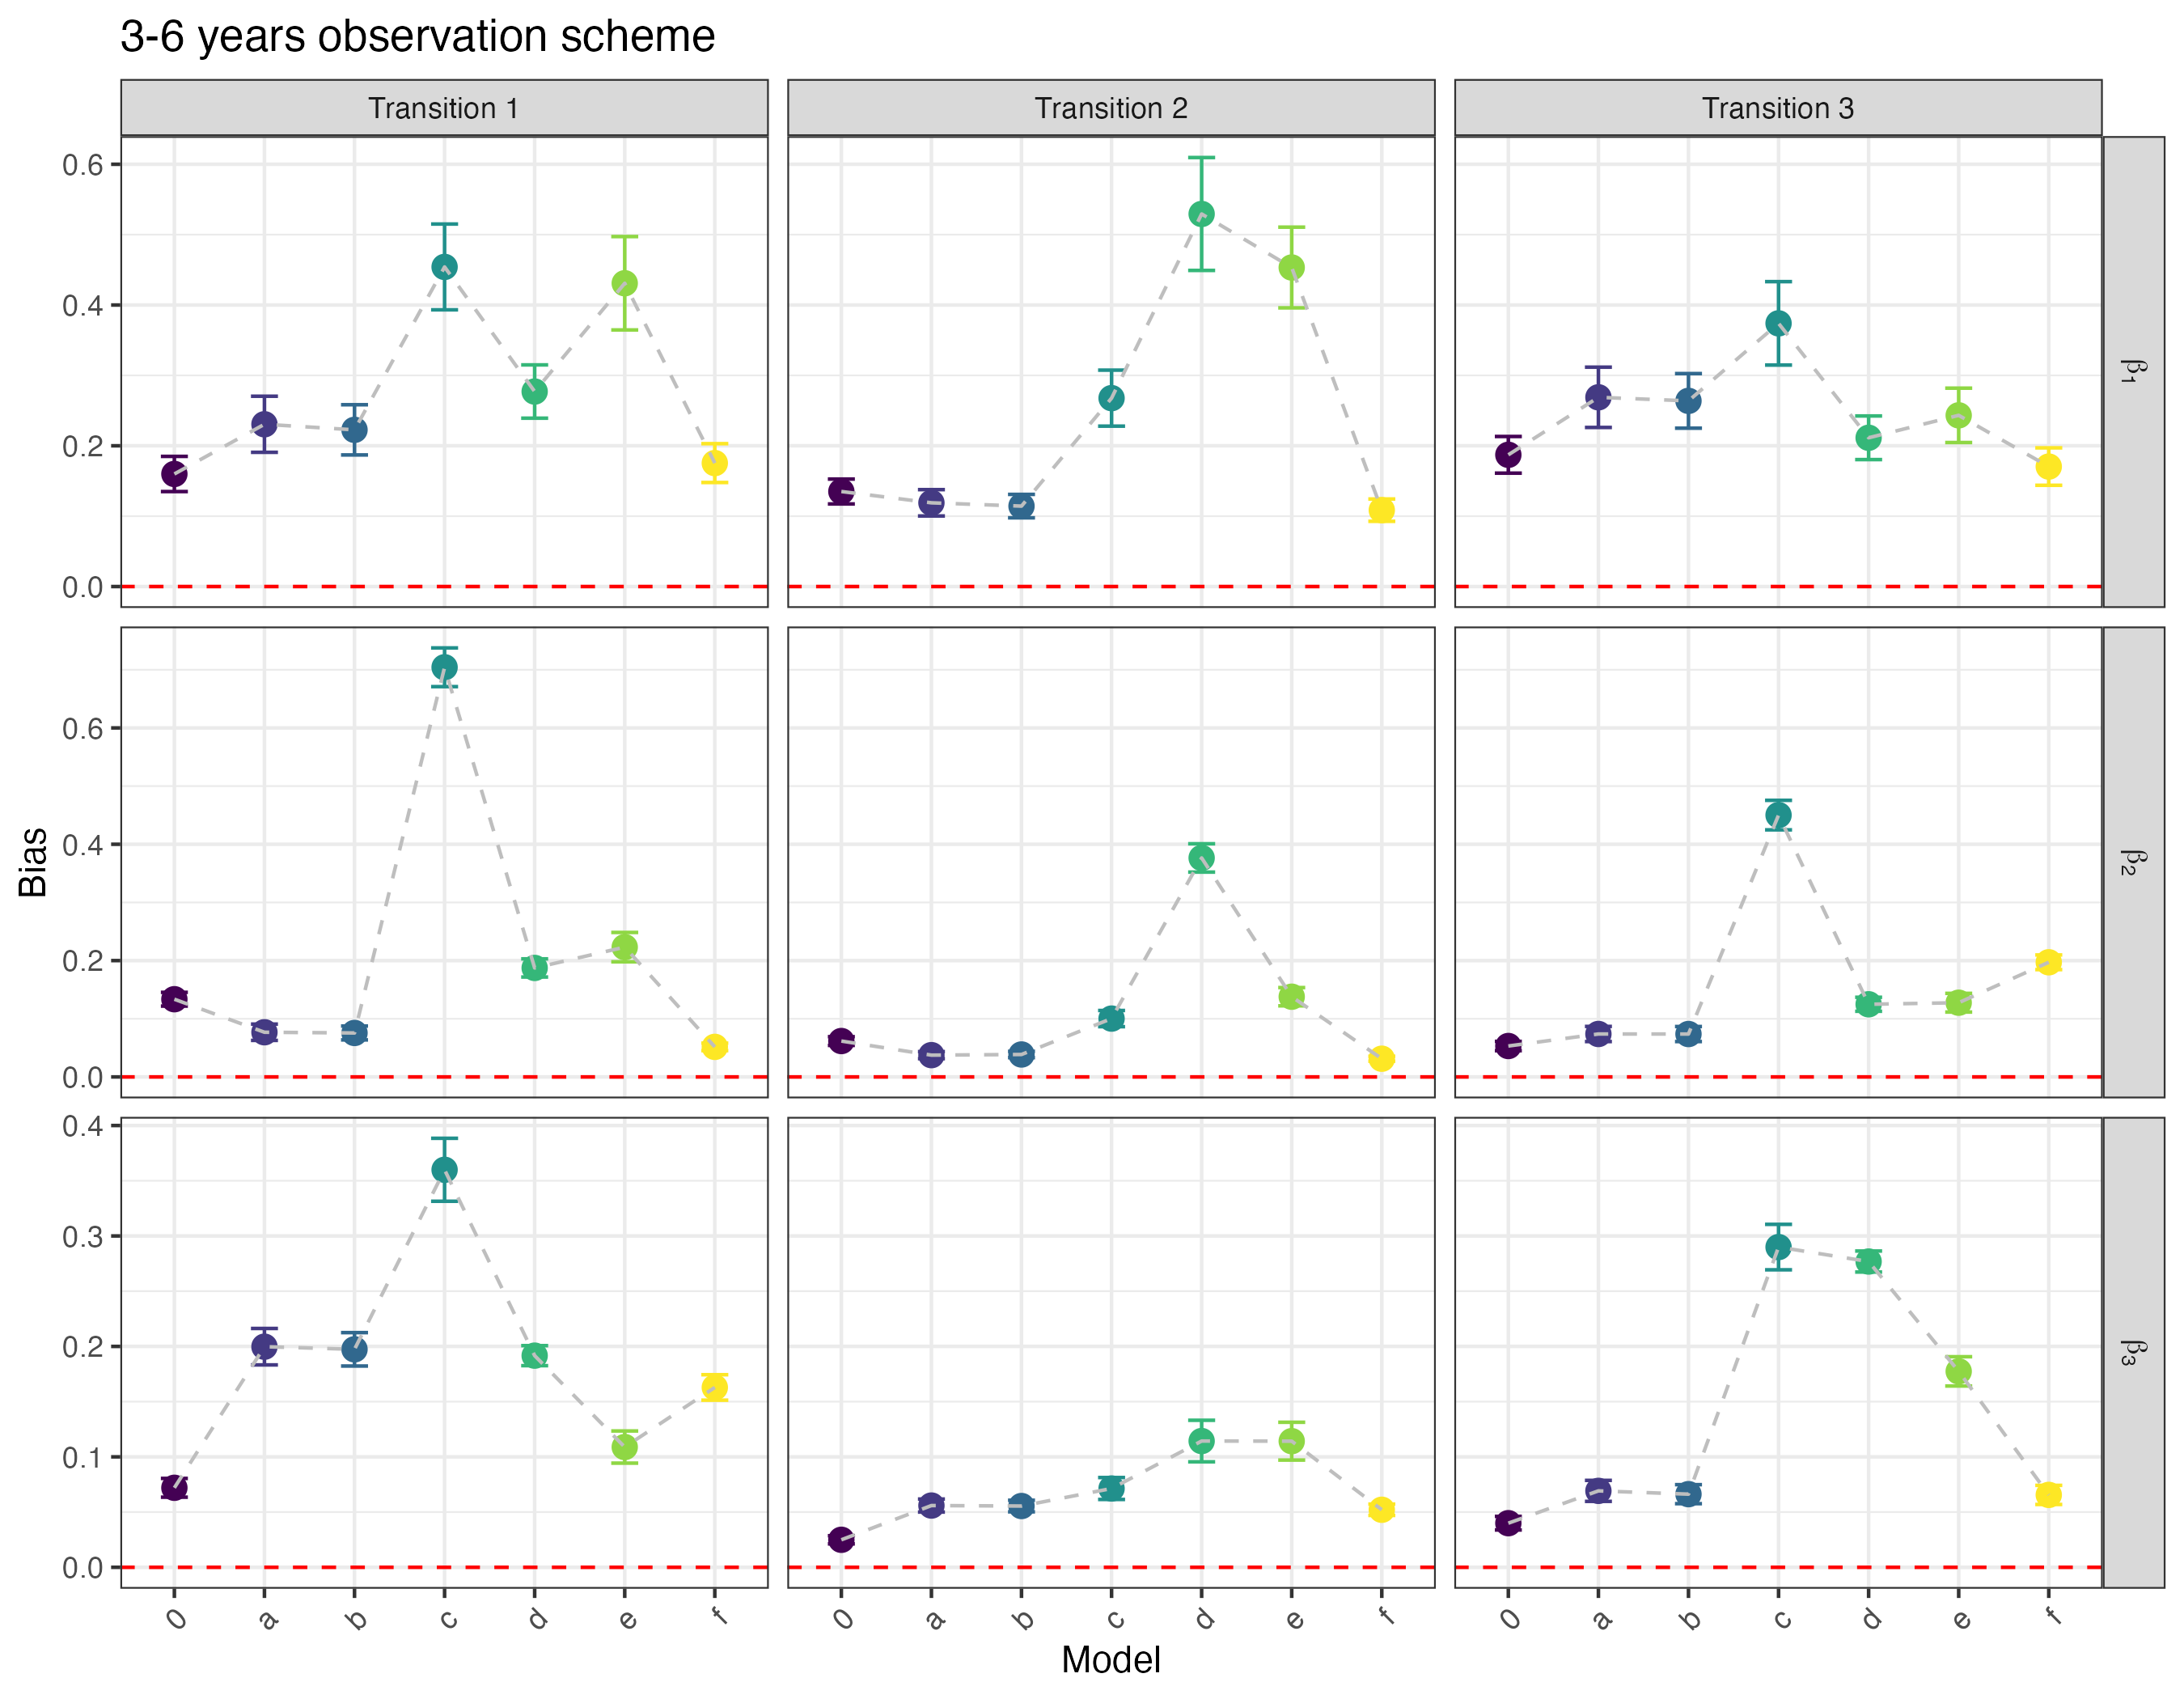 3-6 years observation scheme
Transition 1 Transition 2 Transition 3
0.6
0.4
0.2
0.0
β1
0.6
0.4
0.2
0.0
β2
0.4
0.3
0.2
0.1
0.0
β3
Bias
0 a b c d e f 0 a b c d e f 0 a b c d e f
Model